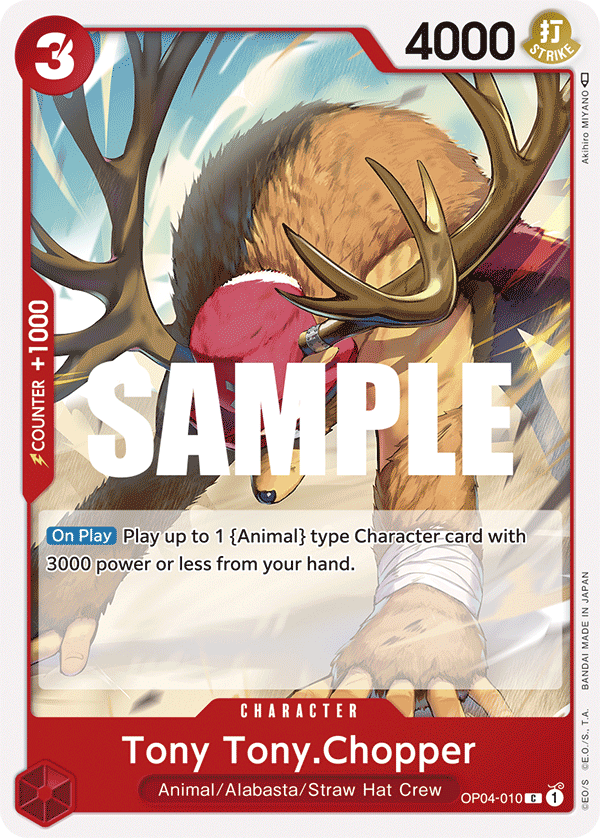 3
4000
打
STRIKE
Akihiro MIYANO
COUNTER +1000
SAMPLE
On Play Play up to 1 {Animal} type Character card with
3000 power or less from your hand.
CHARACTER
Tony Tony.Chopper
Animal/Alabasta/Straw Hat Crew
OP04-010 C 1
©EO/S ©E.O./S., T.A. BANDAI MADE IN JAPAN